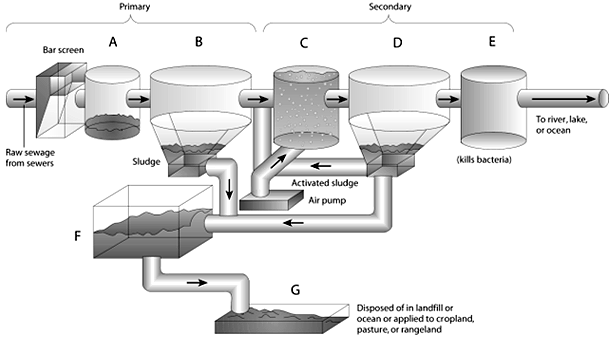 Primary
Secondary
Bar screen
A
B
C
D
E
Raw sewage
from sewers
Sludge
Activated sludge
Air pump
(kills bacteria)
To river, lake,
or ocean
F
G
Disposed of in landfill or
ocean or applied to cropland,
pasture, or rangeland